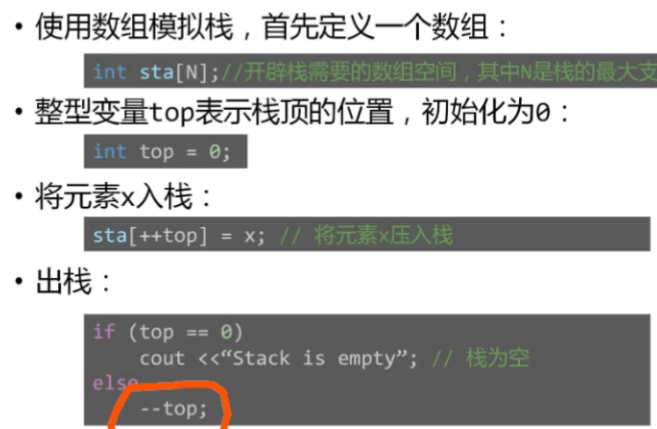 • 使用数组模拟栈，首先定义一个数组：
int sta[N];//开辟栈需要的数组空间，其中N是栈的最大支
• 整型变量top表示栈顶的位置，初始化为0：
int top = 0;
• 将元素x入栈：
sta[++top] = x; // 将元素x压入栈
• 出栈：
if (top == 0)
cout <<“Stack is empty”; // 栈为空
else
--top;